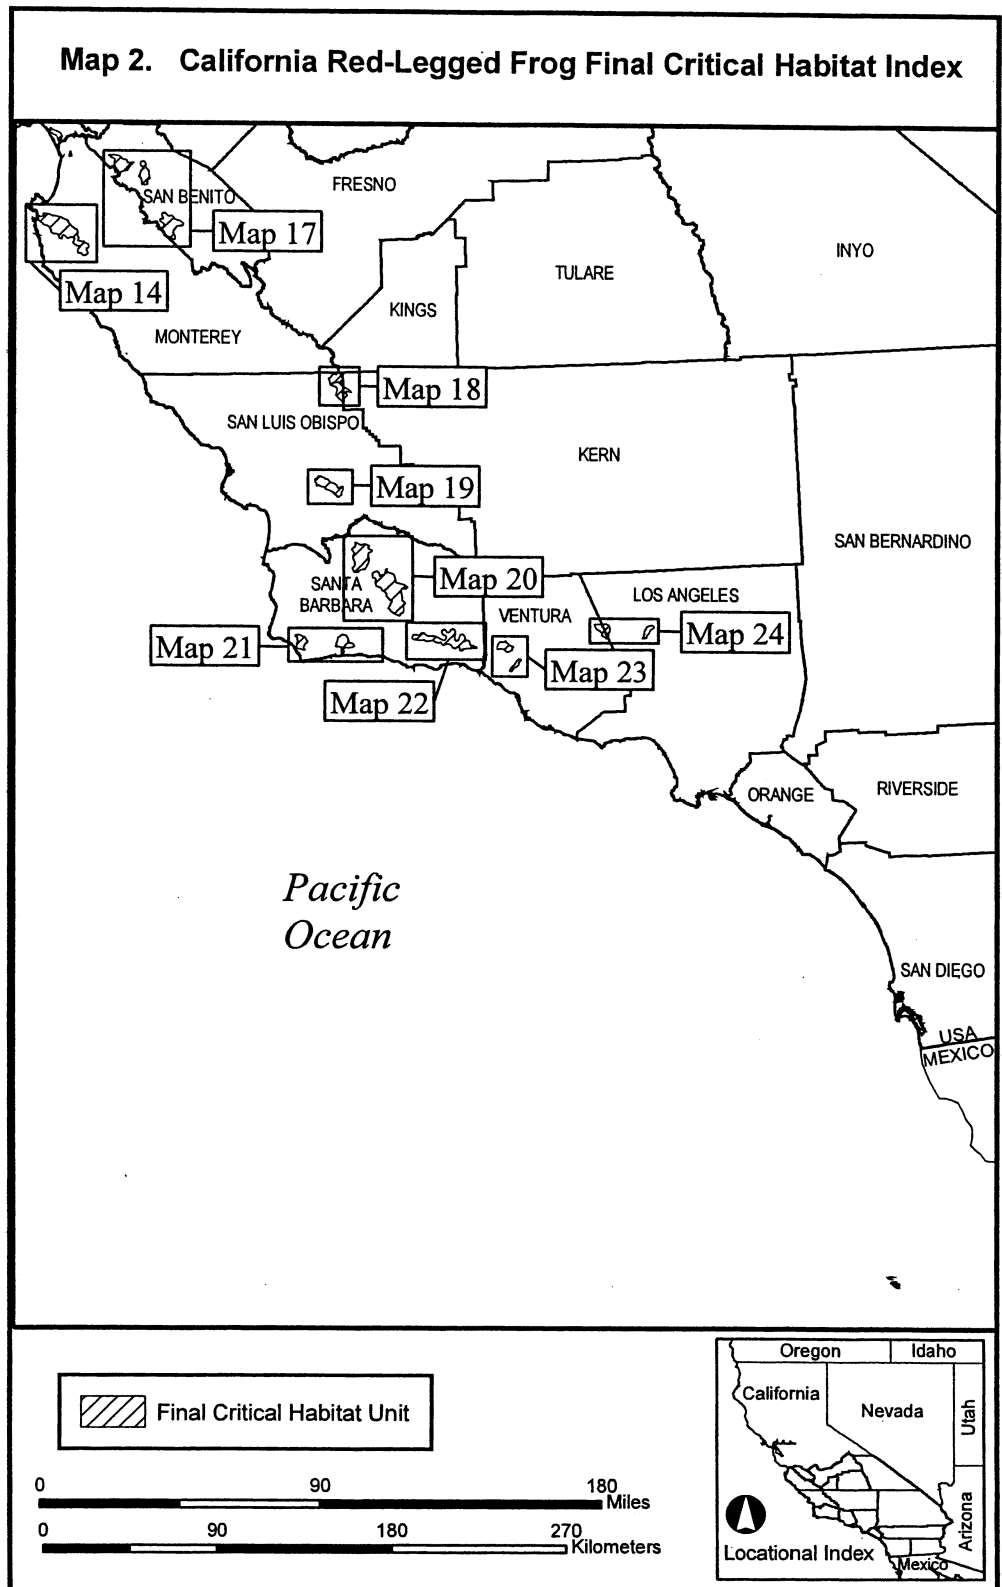 Map 2. California Red-Legged Frog Final Critical Habitat Index
FRESNO
SAN BENITO
Map 17
INYO
TULARE
Map 14
KINGS
MONTEREY
Map 18
SAN LUIS OBISPO
KERN
Map 19
SAN BERNARDINO
Map 20
SANTA
BARBARA
LOS ANGELES
VENTURA
Map 24
Map 21
Map 23
Map 22
ORANGE
RIVERSIDE
Pacific
Ocean
SAN DIEGO
USA
MEXICO
Final Critical Habitat Unit
0 90 180
Miles
0 90 180 270
Kilometers
Oregon
Idaho
California
Nevada
Utah
Arizona
Locational Index
Mexico